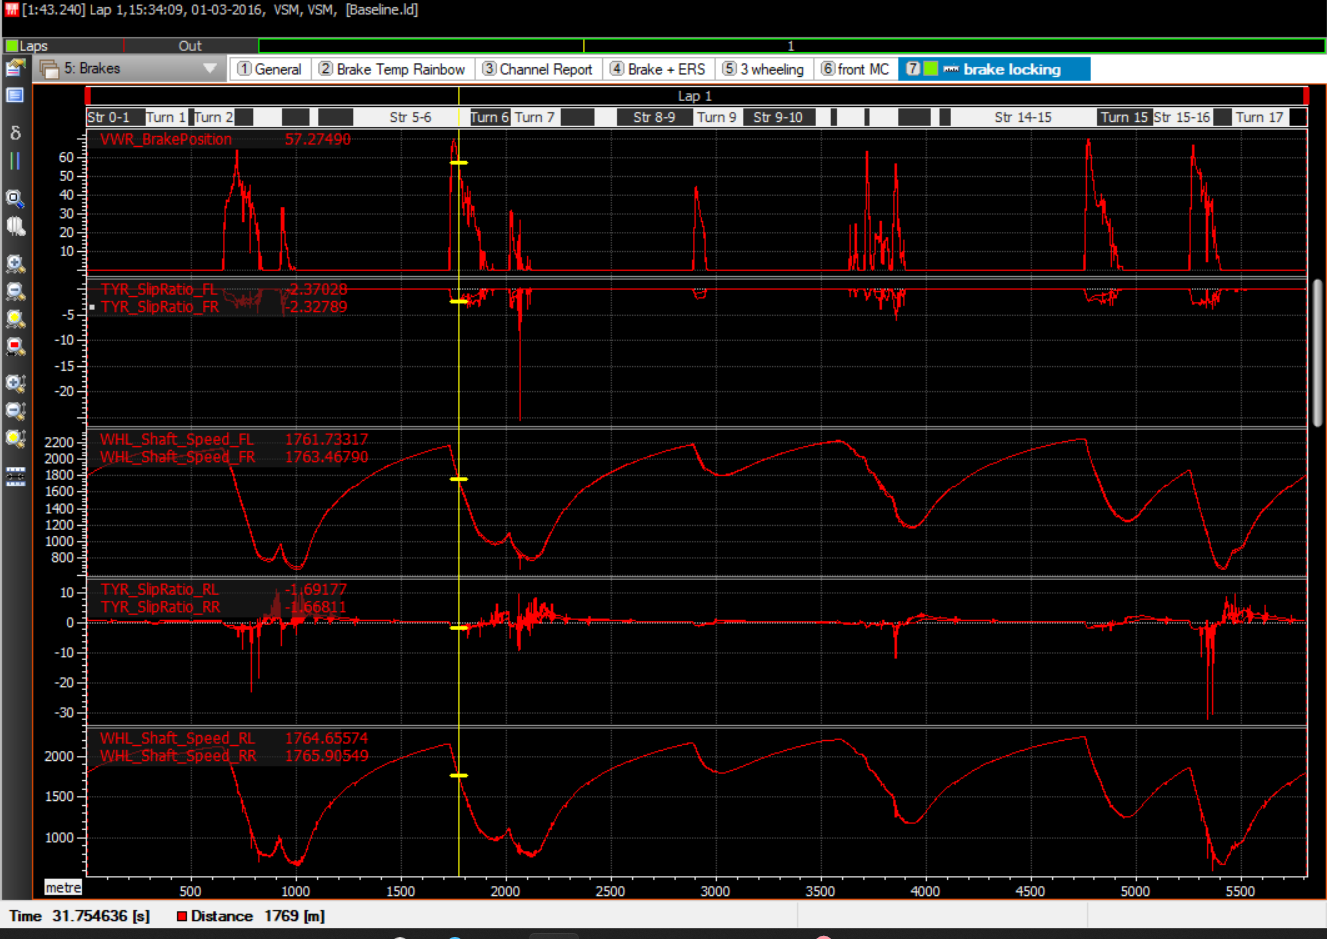 [1:43.240] Lap 1,15:34:09, 01-03-2016, VSM, VSM, [Baseline.ld]
Laps Out 1
5: Brakes 1 General 2 Brake Temp Rainbow 3 Channel Report 4 Brake + ERS 5 3 wheeling 6 front MC 7 brake locking
Lap 1
Str 0-1 Turn 1 Turn 2 Str 5-6 Turn 6 Turn 7 Str 8-9 Turn 9 Str 9-10 Str 14-15 Turn 15 Str 15-16 Turn 17
VWR_BrakePosition 57.27490
60
50
40
30
20
10
TYR_SlipRatio_FL -2.37028
TYR_SlipRatio_FR -2.32789
-5
-10
-15
-20
WHL_Shaft_Speed_FL 1761.73317
WHL_Shaft_Speed_FR 1763.46790
2200
2000
1800
1600
1400
1200
1000
800
TYR_SlipRatio_RL -1.69177
TYR_SlipRatio_RR -1.66811
10
0
-10
-20
-30
WHL_Shaft_Speed_RL 1764.65574
WHL_Shaft_Speed_RR 1765.90549
2000
1500
1000
metre 500 1000 1500 2000 2500 3000 3500 4000 4500 5000 5500
Time 31.754636 [s] Distance 1769 [m]